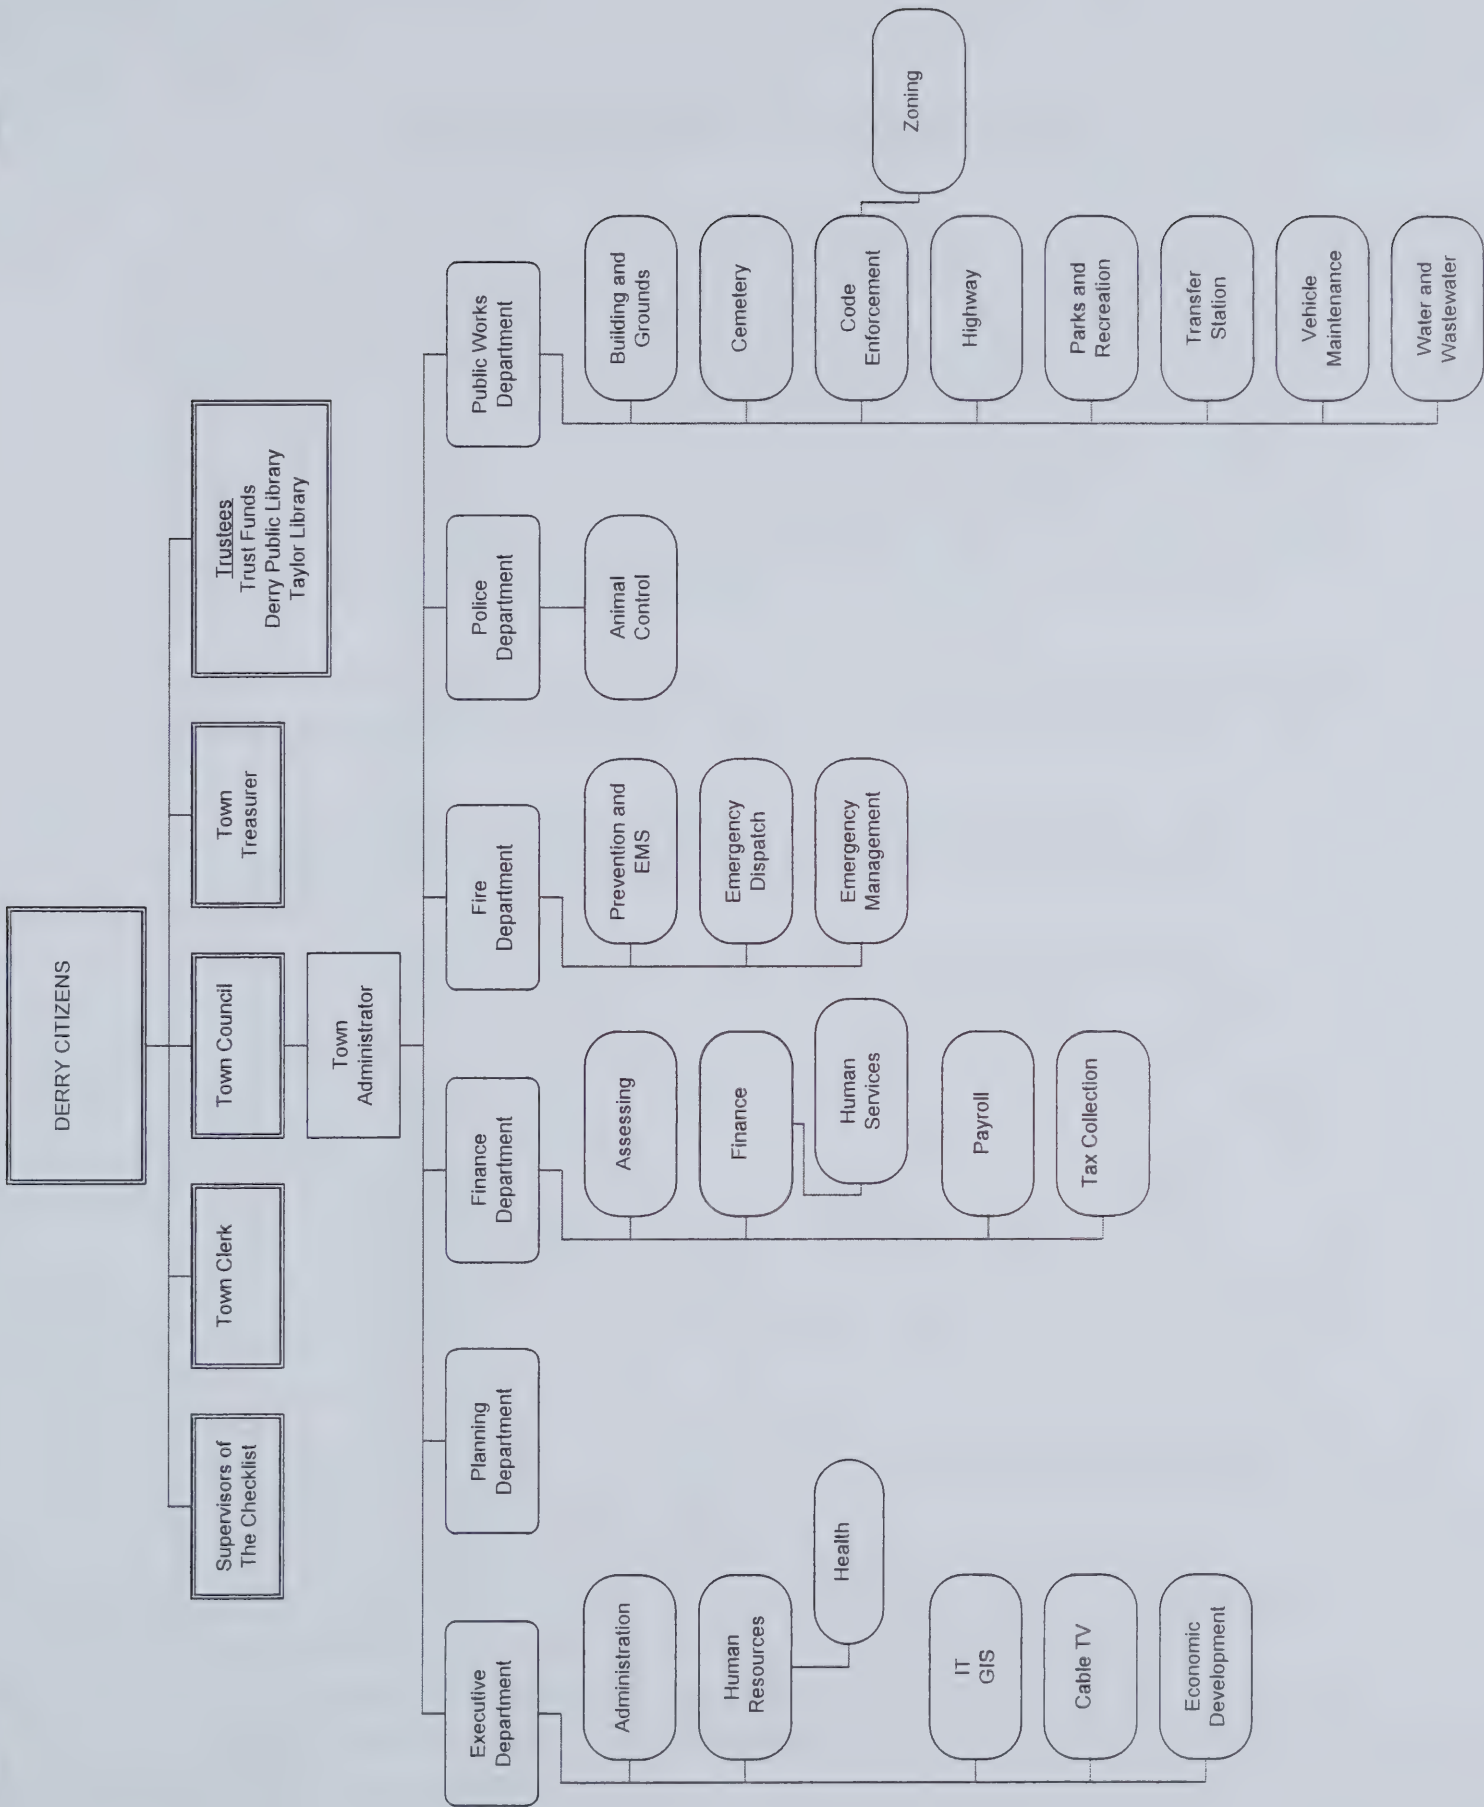 DERRY CITIZENS
Supervisors of
The Checklist
Town Clerk
Town Council
Town
Treasurer
Trustees
Trust Funds
Derry Public Library
Taylor Library
Town
Administrator
Executive
Department
Planning
Department
Finance
Department
Fire
Department
Police
Department
Public Works
Department
Administration
Human
Resources
Health
IT
GIS
Cable TV
Economic
Development
Assessing
Finance
Human
Services
Payroll
Tax Collection
Prevention and
EMS
Emergency
Dispatch
Emergency
Management
Animal
Control
Building and
Grounds
Cemetery
Code
Enforcement
Zoning
Highway
Parks and
Recreation
Transfer
Station
Vehicle
Maintenance
Water and
Wastewater